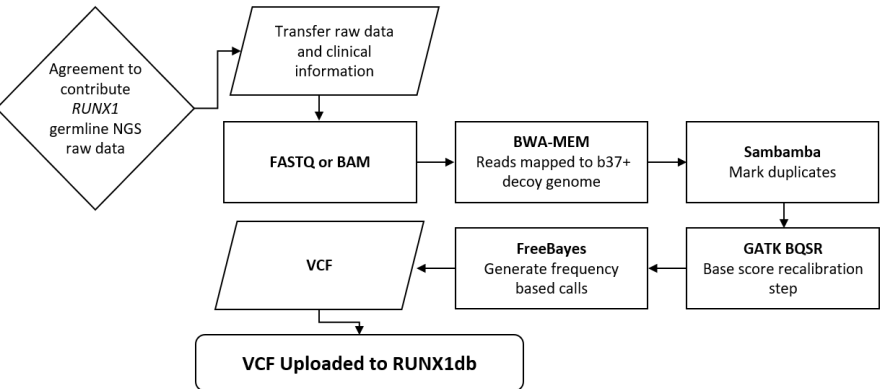 Agreement to
contribute
RUNX1
germline NGS
raw data
Transfer raw data
and clinical
information
FASTQ or BAM
BWA-MEM
Reads mapped to b37+
decoy genome
Sambamba
Mark duplicates
GATK BQSR
Base score recalibration
step
FreeBayes
Generate frequency
based calls
VCF
VCF Uploaded to RUNX1db